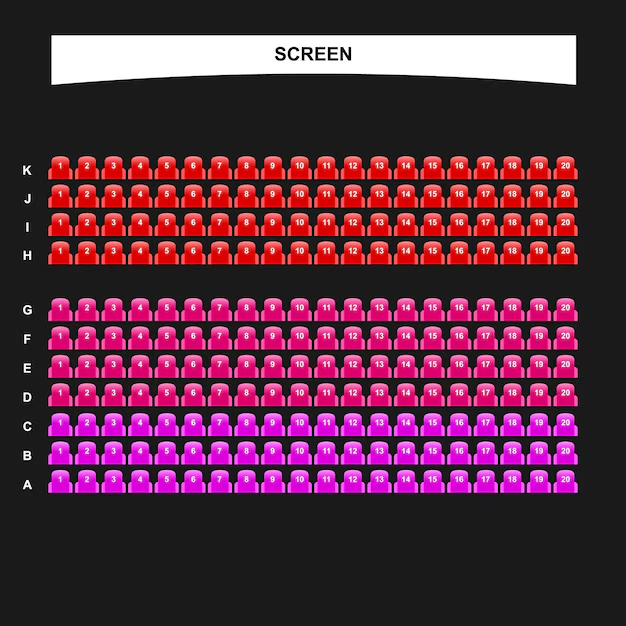 SCREEN
K 1 2 3 4 5 6 7 8 9 10 11 12 13 14 15 16 17 18 19 20
J 1 2 3 4 5 6 7 8 9 10 11 12 13 14 15 16 17 18 19 20
I 1 2 3 4 5 6 7 8 9 10 11 12 13 14 15 16 17 18 19 20
H 1 2 3 4 5 6 7 8 9 10 11 12 13 14 15 16 17 18 19 20
G 1 2 3 4 5 6 7 8 9 10 11 12 13 14 15 16 17 18 19 20
F 1 2 3 4 5 6 7 8 9 10 11 12 13 14 15 16 17 18 19 20
E 1 2 3 4 5 6 7 8 9 10 11 12 13 14 15 16 17 18 19 20
D 1 2 3 4 5 6 7 8 9 10 11 12 13 14 15 16 17 18 19 20
C 1 2 3 4 5 6 7 8 9 10 11 12 13 14 15 16 17 18 19 20
B 1 2 3 4 5 6 7 8 9 10 11 12 13 14 15 16 17 18 19 20
A 1 2 3 4 5 6 7 8 9 10 11 12 13 14 15 16 17 18 19 20